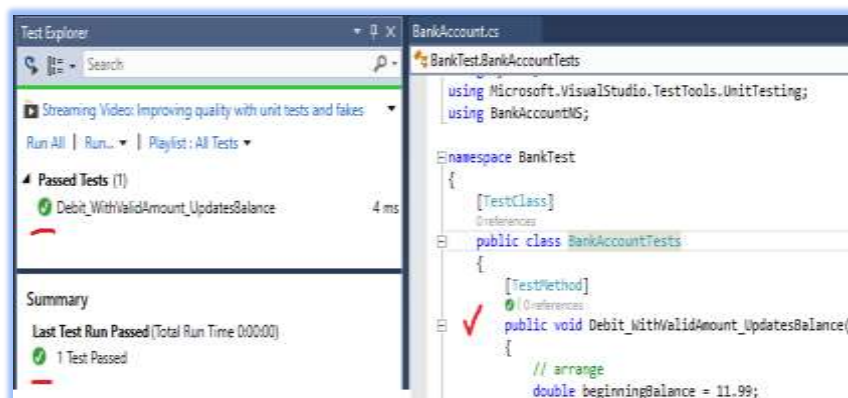 Test Explorer
Search
Streaming Video: Improving quality with unit tests and fakes
Run All | Run... | Playlist : All Tests
Passed Tests (1)
Debit_WithValidAmount_UpdatesBalance 4 ms
Summary
Last Test Run Passed (Total Run Time 0:00:00)
1 Test Passed
BankAccount.cs
BankTest.BankAccountTests
using Microsoft.VisualStudio.TestTools.UnitTesting;
using BankAccountNS;
namespace BankTest
{
[TestClass]
0 references
public class BankAccountTests
{
[TestMethod]
| 0 references
public void Debit_WithValidAmount_UpdatesBalance(
{
// arrange
double beginningBalance = 11.99;